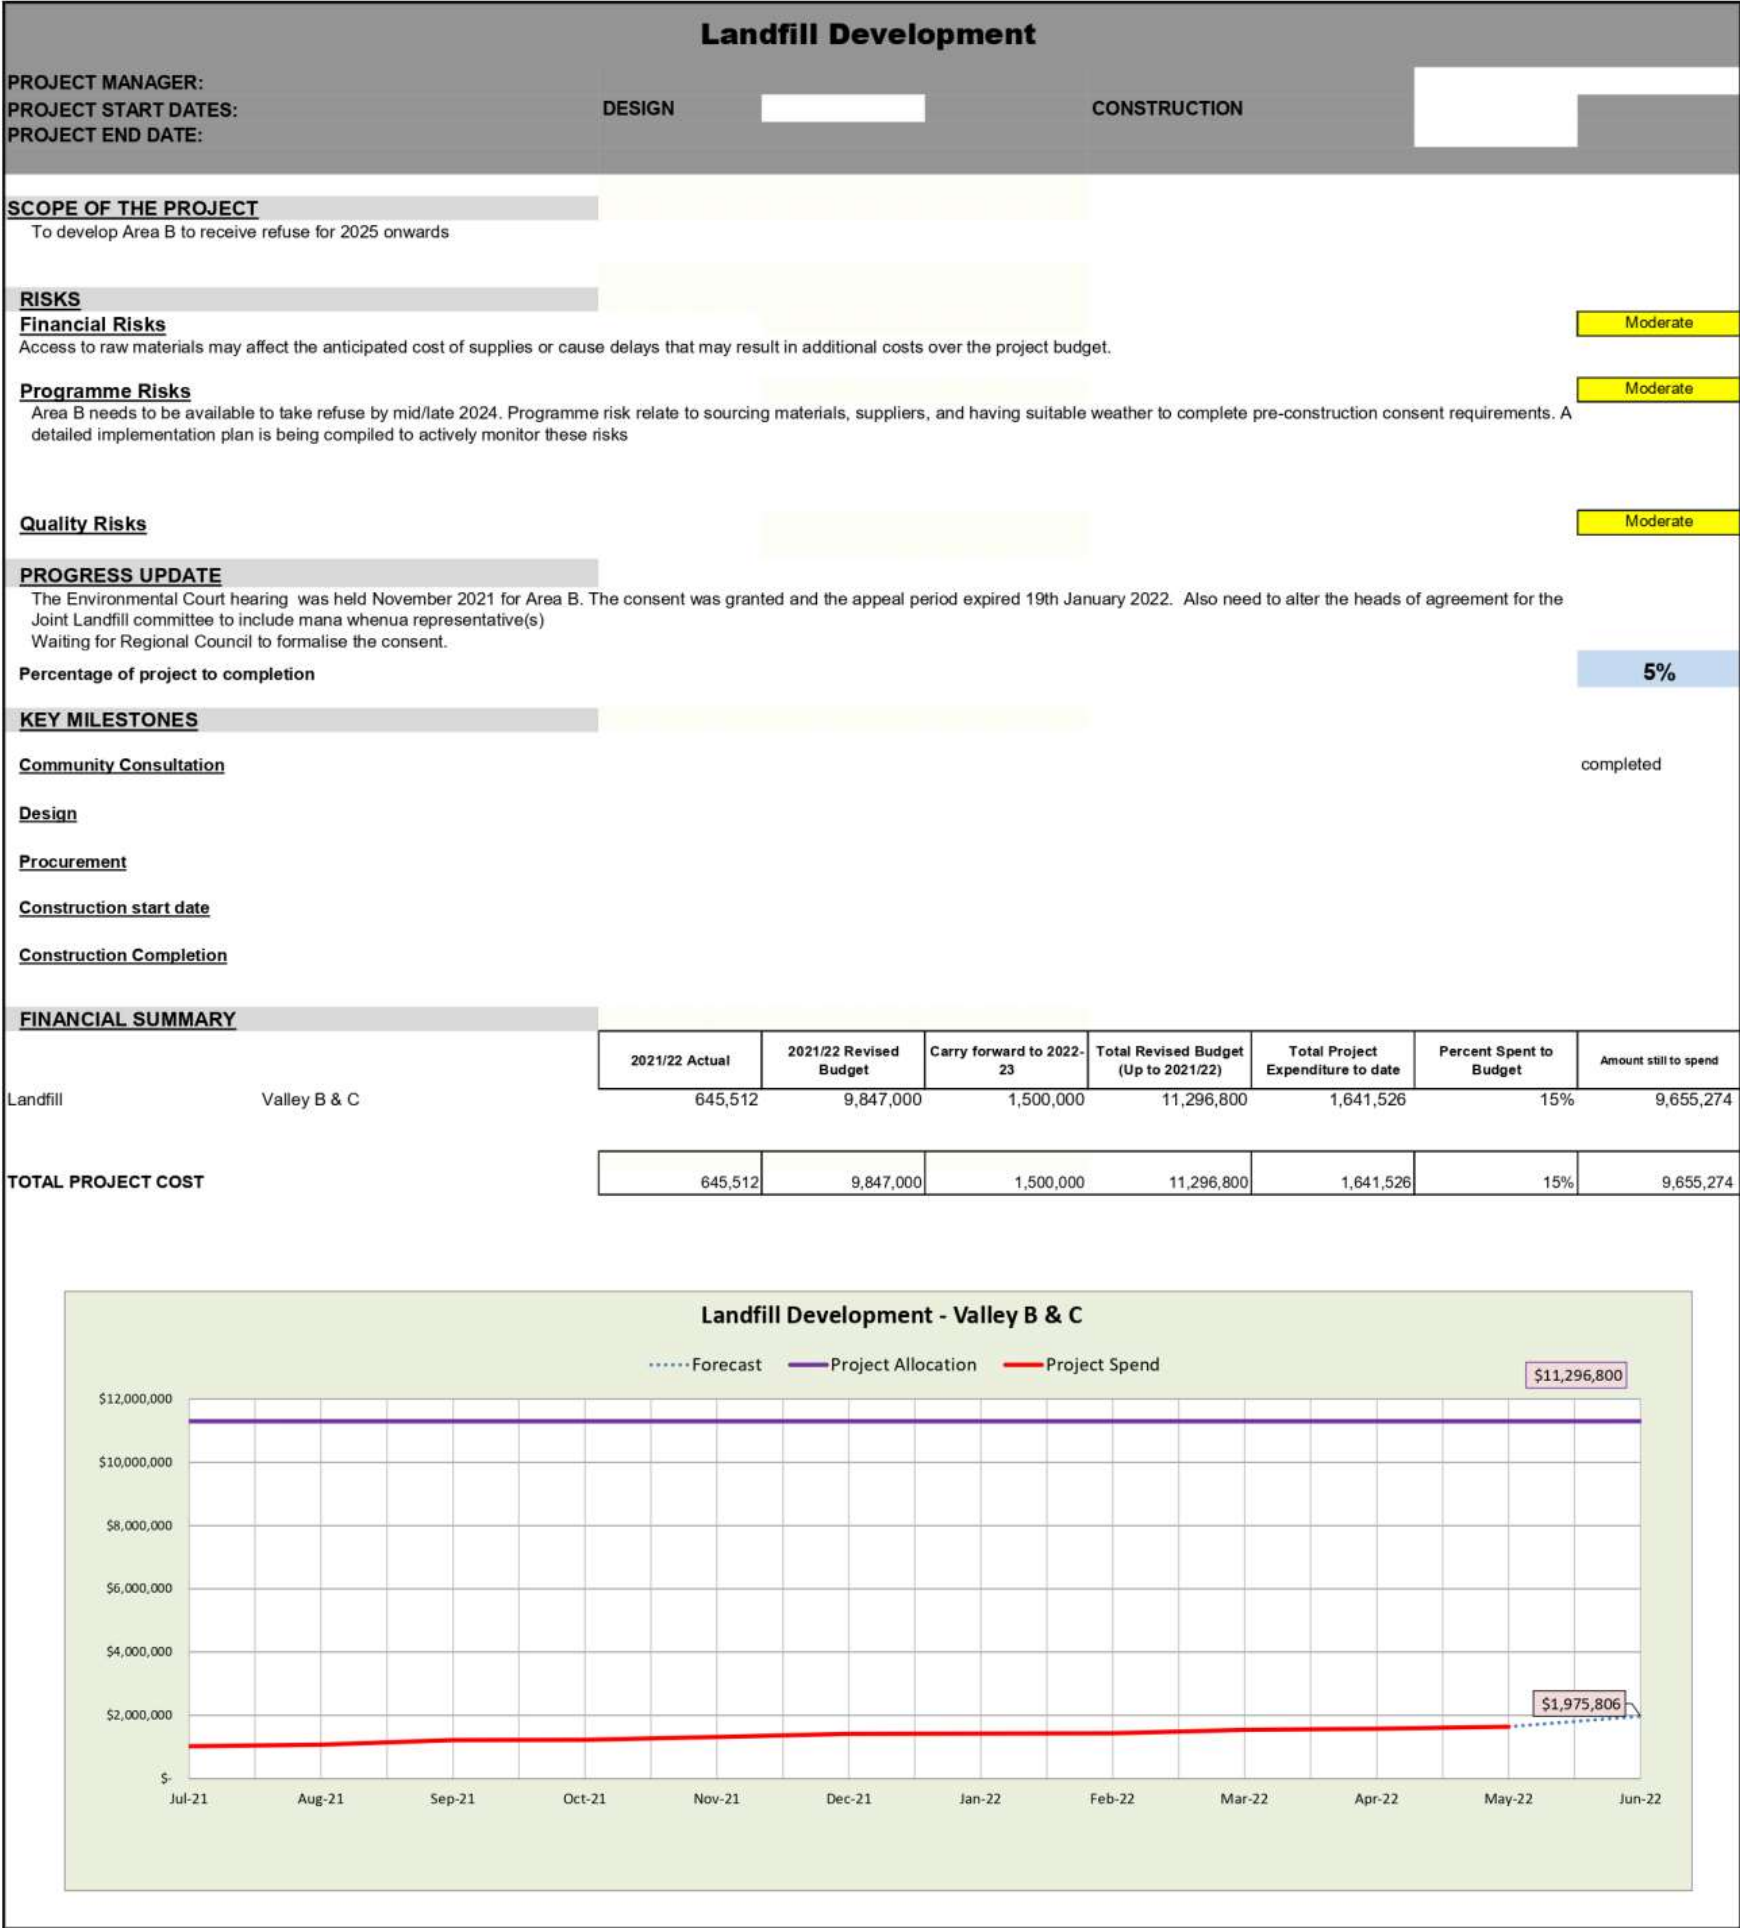 Landfill Development
PROJECT MANAGER:
PROJECT START DATES: DESIGN CONSTRUCTION
PROJECT END DATE:
SCOPE OF THE PROJECT
To develop Area B to receive refuse for 2025 onwards
RISKS
Financial Risks Moderate
Access to raw materials may affect the anticipated cost of supplies or cause delays that may result in additional costs over the project budget.
Programme Risks Moderate
Area B needs to be available to take refuse by mid/late 2024. Programme risk relate to sourcing materials, suppliers, and having suitable weather to complete pre-construction consent requirements. A
detailed implementation plan is being compiled to actively monitor these risks
Quality Risks Moderate
PROGRESS UPDATE
The Environmental Court hearing was held November 2021 for Area B. The consent was granted and the appeal period expired 19th January 2022. Also need to alter the heads of agreement for the
Joint Landfill committee to include mana whenua representative(s)
Waiting for Regional Council to formalise the consent.
Percentage of project to completion 5%
KEY MILESTONES
Community Consultation completed
Design
Procurement
Construction start date
Construction Completion
FINANCIAL SUMMARY
2021/22 Actual 2021/22 Revised Budget Carry forward to 2022-23 Total Revised Budget (Up to 2021/22) Total Project Expenditure to date Percent Spent to Budget Amount still to spend
Landfill Valley B & C 645,512 9,847,000 1,500,000 11,296,800 1,641,526 15% 9,655,274
TOTAL PROJECT COST 645,512 9,847,000 1,500,000 11,296,800 1,641,526 15% 9,655,274
Landfill Development - Valley B & C
Forecast Project Allocation Project Spend
$11,296,800
$12,000,000
$10,000,000
$8,000,000
$6,000,000
$4,000,000
$1,975,806
$2,000,000
$-
Jul-21 Aug-21 Sep-21 Oct-21 Nov-21 Dec-21 Jan-22 Feb-22 Mar-22 Apr-22 May-22 Jun-22